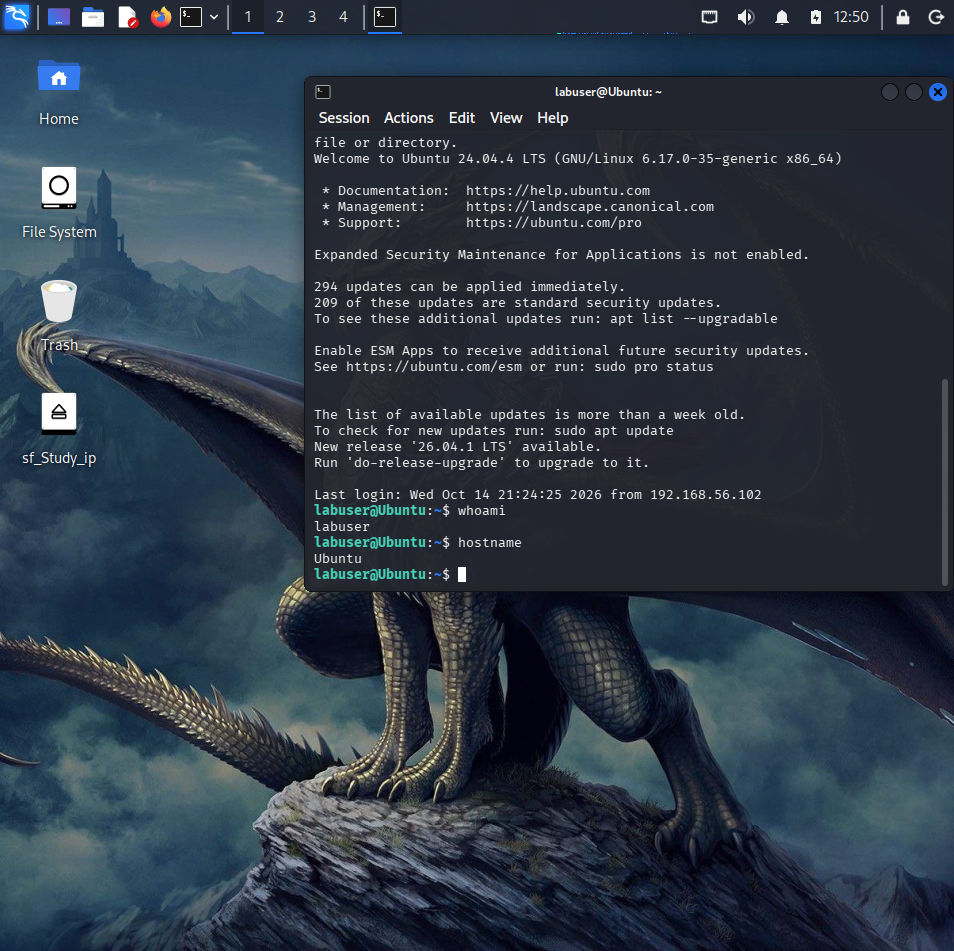 1 2 3 4
12:50
Home
File System
Trash
sf_Study_ip
labuser@Ubuntu: ~
Session Actions Edit View Help
file or directory.
Welcome to Ubuntu 24.04.4 LTS (GNU/Linux 6.17.0-35-generic x86_64)
* Documentation: https://help.ubuntu.com
* Management: https://landscape.canonical.com
* Support: https://ubuntu.com/pro
Expanded Security Maintenance for Applications is not enabled.
294 updates can be applied immediately.
209 of these updates are standard security updates.
To see these additional updates run: apt list --upgradable
Enable ESM Apps to receive additional future security updates.
See https://ubuntu.com/esm or run: sudo pro status
The list of available updates is more than a week old.
To check for new updates run: sudo apt update
New release '26.04.1 LTS' available.
Run 'do-release-upgrade' to upgrade to it.
Last login: Wed Oct 14 21:24:25 2026 from 192.168.56.102
labuser@Ubuntu:~$ whoami
labuser
labuser@Ubuntu:~$ hostname
Ubuntu
labuser@Ubuntu:~$